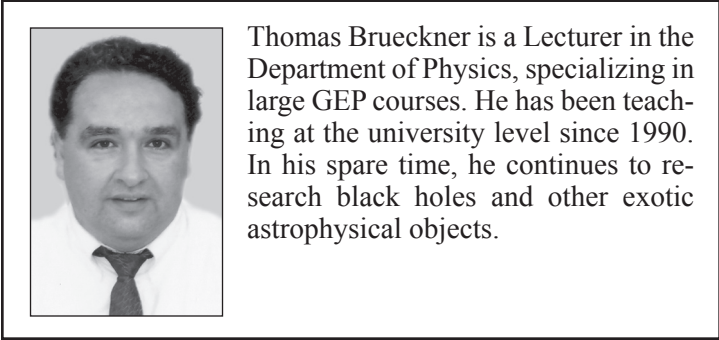 Thomas Brueckner is a Lecturer in the
Department of Physics, specializing in
large GEP courses. He has been teach-
ing at the university level since 1990.
In his spare time, he continues to re-
search black holes and other exotic
astrophysical objects.